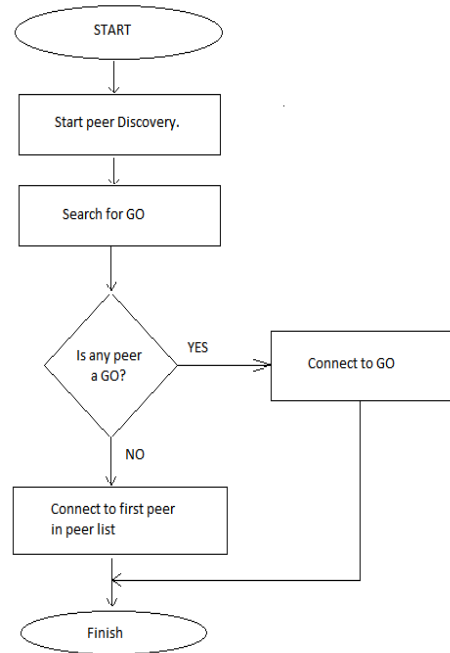 START
Start peer Discovery.
Search for GO
Is any peer
a GO?
YES
Connect to GO
NO
Connect to first peer
in peer list
Finish